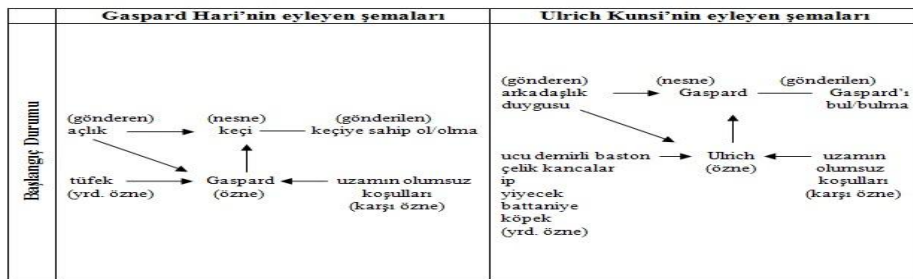 Gaspard Hari'nin eyleyen şemaları
Ulrich Kunsi'nin eyleyen şemaları
Başlangıç Durumu
(gönderen) (nesne) (gönderilen)
açlık keçi keçiye sahip ol/olma
tüfek Gaspard uzamın olumsuz
(yrd. özne) (özne) koşulları
(karşı özne)
(gönderen) (nesne) (gönderilen)
arkadaşlık Gaspard Gaspard'ı
duygusu bul/bulma
ucu demirli baston Ulrich uzamın
çelik kancalar (özne) olumsuz
ip koşulları
yiyecek (karşı özne)
battaniye
köpek
(yrd. özne)